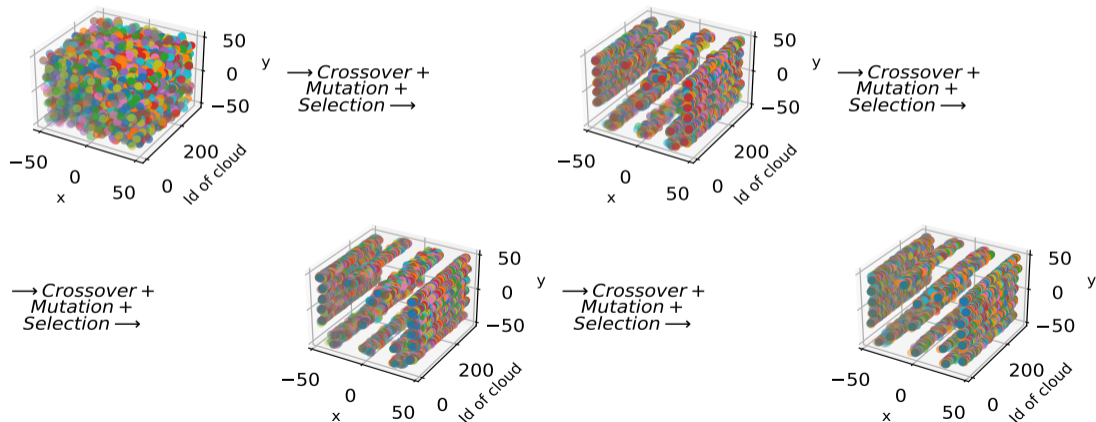 50
0
−50
y
−50
0
50
x
0
200
Id of cloud
⟶ Crossover +
Mutation +
Selection ⟶
50
0
−50
y
−50
0
50
x
0
200
Id of cloud
⟶ Crossover +
Mutation +
Selection ⟶
⟶ Crossover +
Mutation +
Selection ⟶
50
0
−50
y
−50
0
50
x
0
200
Id of cloud
⟶ Crossover +
Mutation +
Selection ⟶
50
0
−50
y
−50
0
50
x
0
200
Id of cloud